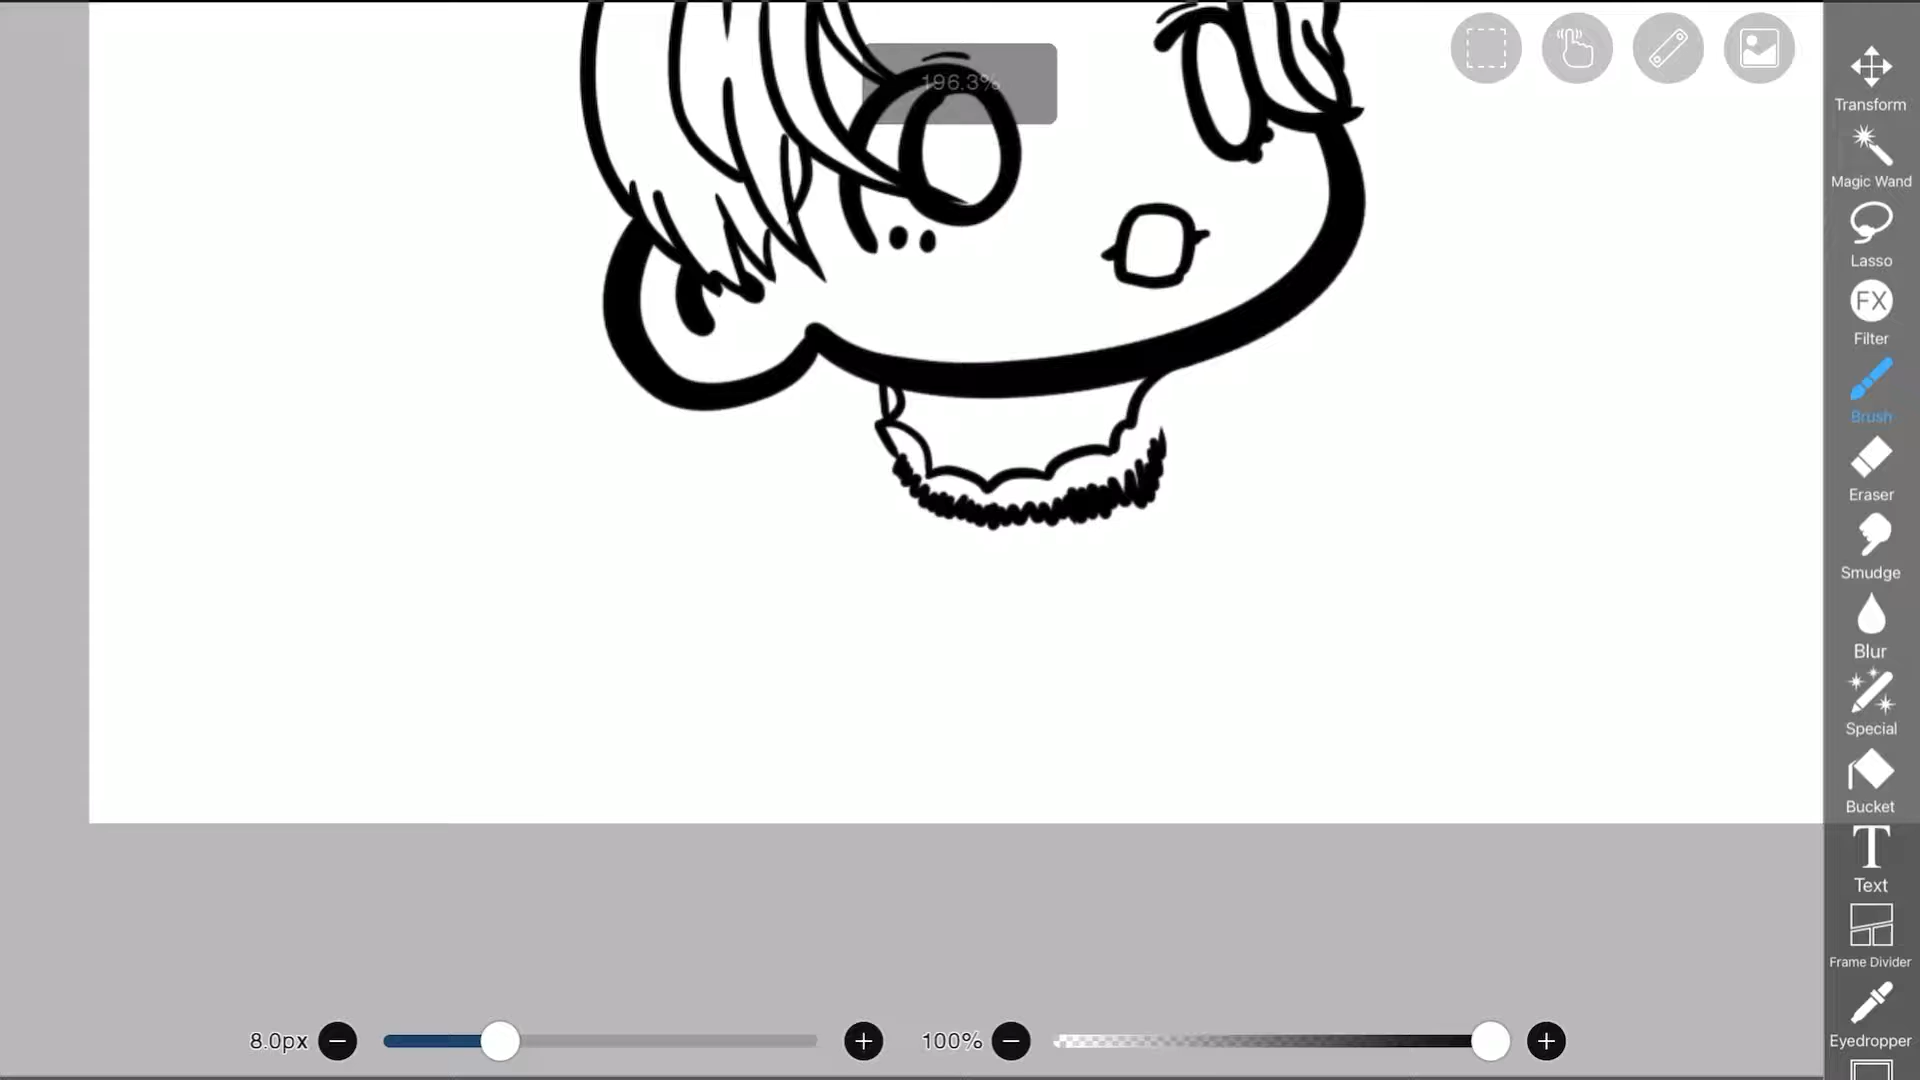 196.3%
Transform
Magic Wand
Lasso
FX
Filter
Brush
Eraser
Smudge
Blur
Special
Bucket
T
Text
Frame Divider
Eyedropper
8.0px
100%